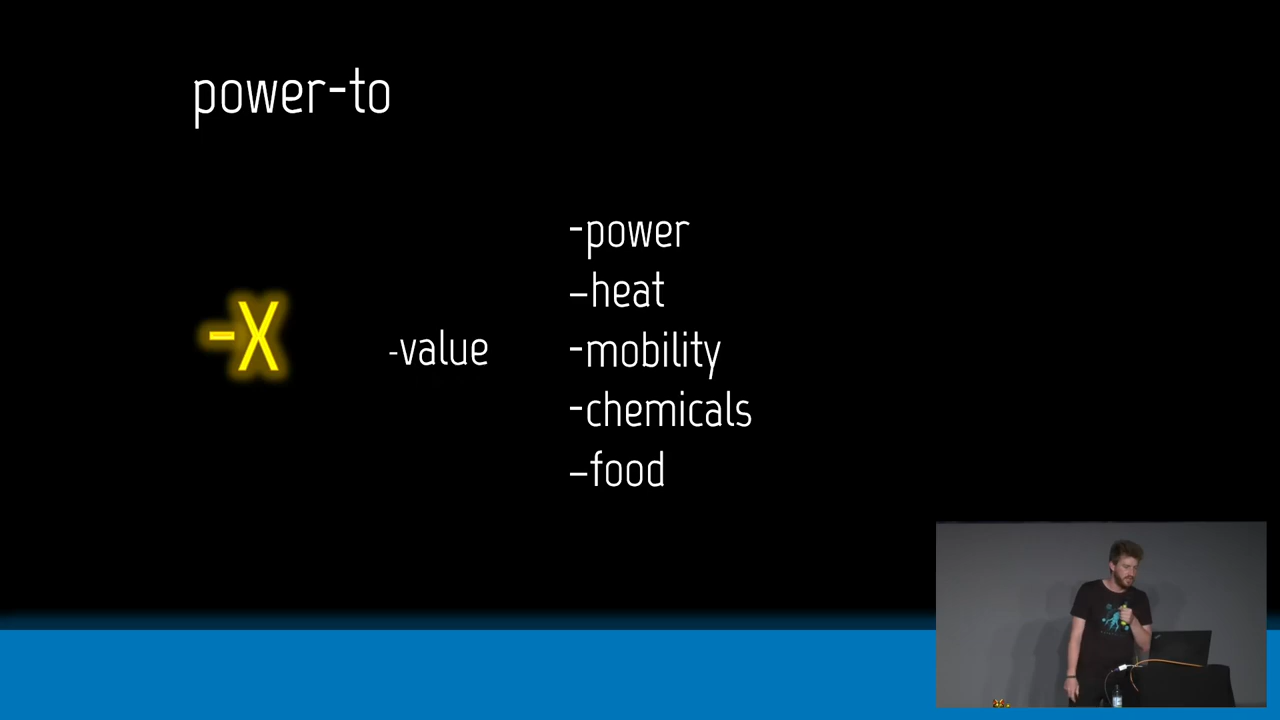 power-to
-power
-heat
-X
-value
-mobility
-chemicals
-food